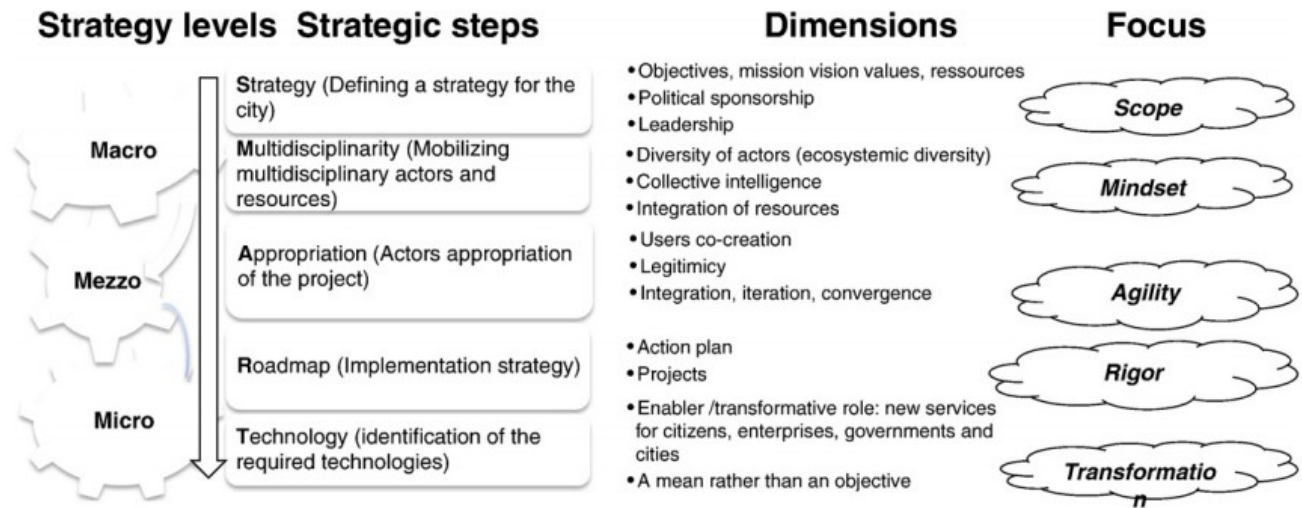 Strategy levels Strategic steps Dimensions Focus
Macro
Mezzo
Micro
Strategy (Defining a strategy for the
city)
Multidisciplinarity (Mobilizing
multidisciplinary actors and
resources)
Appropriation (Actors appropriation
of the project)
Roadmap (Implementation strategy)
Technology (identification of the
required technologies)
• Objectives, mission vision values, ressources
• Political sponsorship
• Leadership
• Diversity of actors (ecosystemic diversity)
• Collective intelligence
• Integration of resources
• Users co-creation
• Legitimicy
• Integration, iteration, convergence
• Action plan
• Projects
• Enabler /transformative role: new services
for citizens, enterprises, governments and
cities
• A mean rather than an objective
Scope
Mindset
Agility
Rigor
Transformatio
n